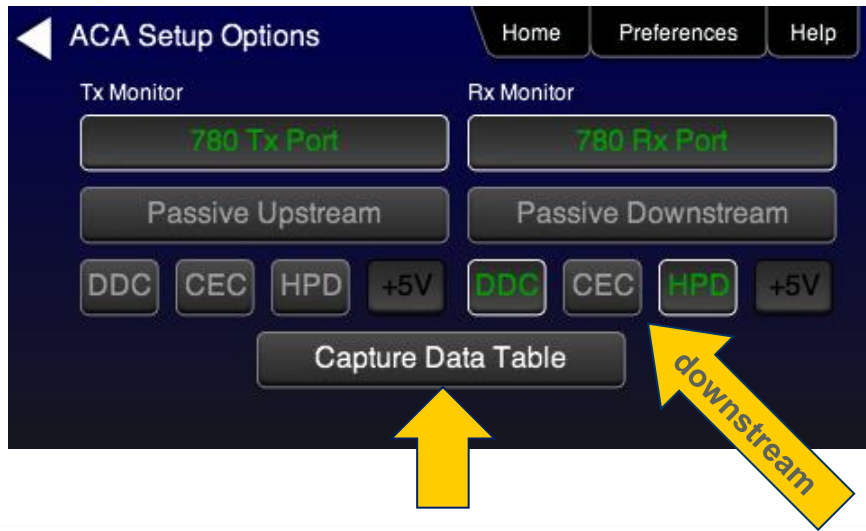 ACA Setup Options Home Preferences Help
Tx Monitor Rx Monitor
780 Tx Port 780 Rx Port
Passive Upstream Passive Downstream
DDC CEC HPD +5V DDC CEC HPD +5V
Capture Data Table
downstream